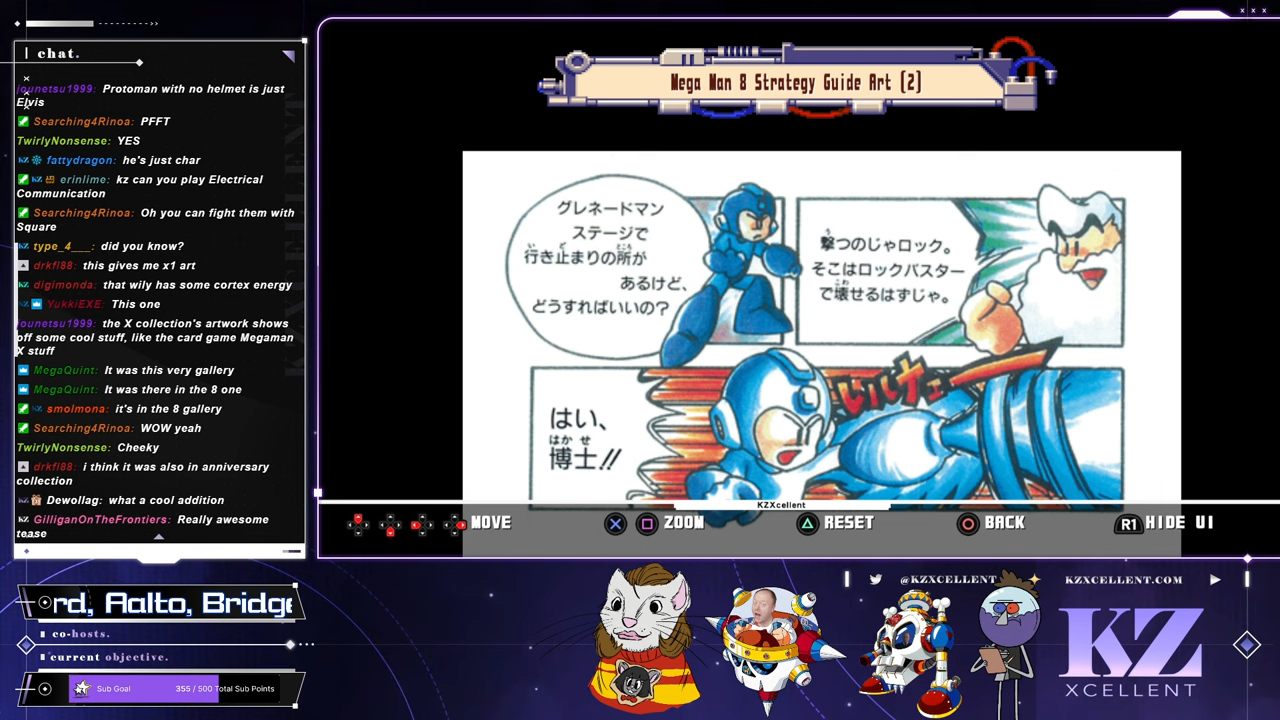 chat.
jounetsu1999: Protoman with no helmet is just
Elvis
Searching4Rinoa: PFFT
TwirlyNonsense: YES
fattydragon: he's just char
erinlime: kz can you play Electrical
Communication
Searching4Rinoa: Oh you can fight them with
Square
type_4___: did you know?
drkfl88: this gives me x1 art
digimonda: that wily has some cortex energy
YukkiEXE: This one
jounetsu1999: the X collection's artwork shows
off some cool stuff, like the card game Megaman
X stuff
MegaQuint: It was this very gallery
MegaQuint: It was there in the 8 one
smolmona: it's in the 8 gallery
Searching4Rinoa: WOW yeah
TwirlyNonsense: Cheeky
drkfl88: i think it was also in anniversary
collection
Dewollag: what a cool addition
GilliganOnTheFrontiers: Really awesome
tease
rd, Aalto, Bridge
co-hosts.
current objective.
Sub Goal 355 / 500 Total Sub Points
Mega Man 8 Strategy Guide Art (2)
グレネードマン
ステージで
行き止まりの所が
あるけど、
どうすればいいの?
撃つのじゃロック。
そこはロックバスター
で壊せるはずじゃ。
はい、
博士!!
KZXcellent
MOVE ZOOM RESET BACK R1 HIDE UI
@KZXCELLENT KZXCELLENT.COM
KZ
XCELLENT